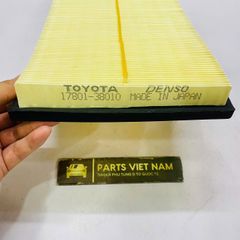 TOYOTA DENSO
17801-38010 MADE IN JAPAN
PARTS VIET NAM